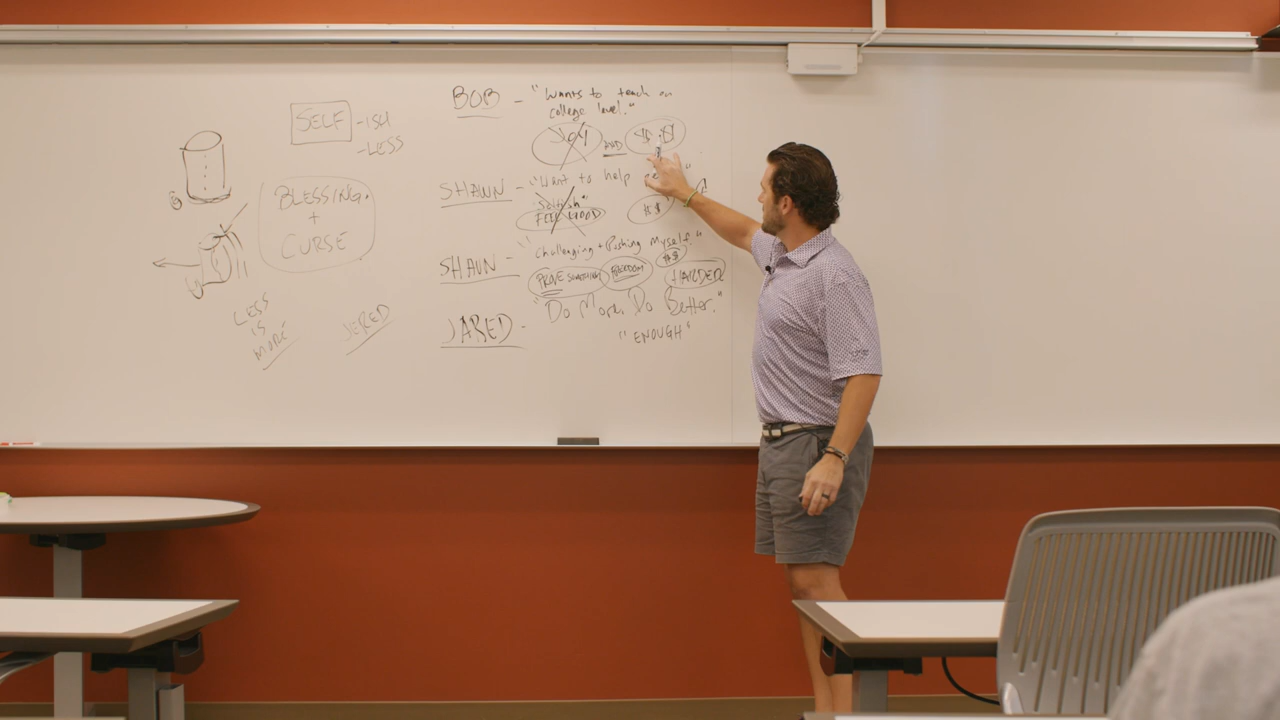 SELF -ISH
-LESS
BLESSING
+
CURSE
LESS
IS
MORE
JERED
BOB - "Wants to teach on
college level."
JOY AND $
SHAWN - "Want to help
Selfish
FEEL GOOD $$
SHAWN - "Challenging + Pushing Myself."
$$
PROVE SOMETHING FREEDOM HARDER
JARED - "Do More, Do Better."
"ENOUGH"